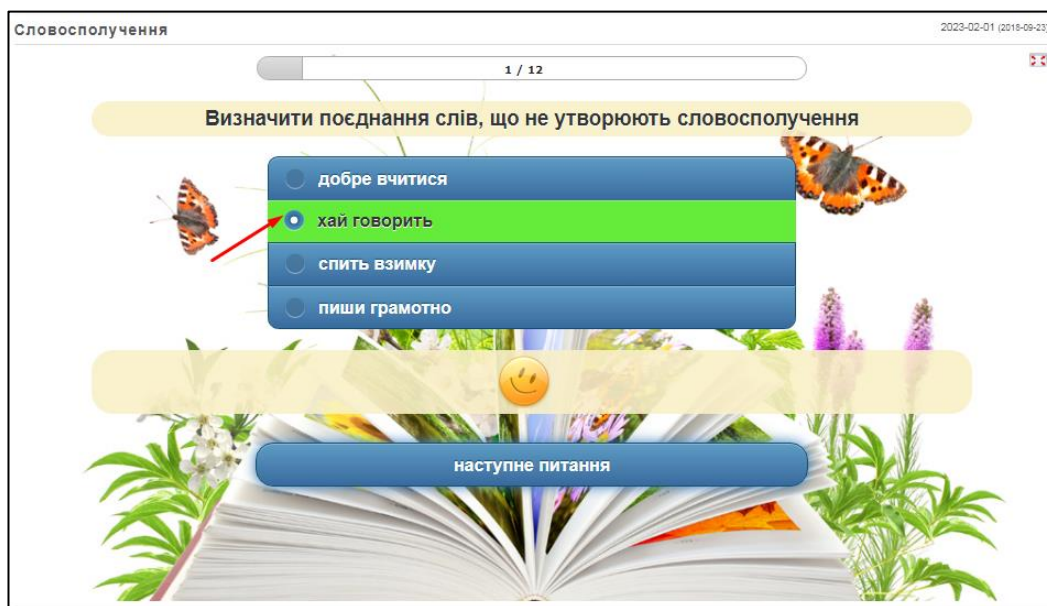 Словосполучення
2023-02-01 (2018-09-23)
1 / 12
Визначити поєднання слів, що не утворюють словосполучення
добре вчитися
хай говорить
спить взимку
пиши грамотно
наступне питання